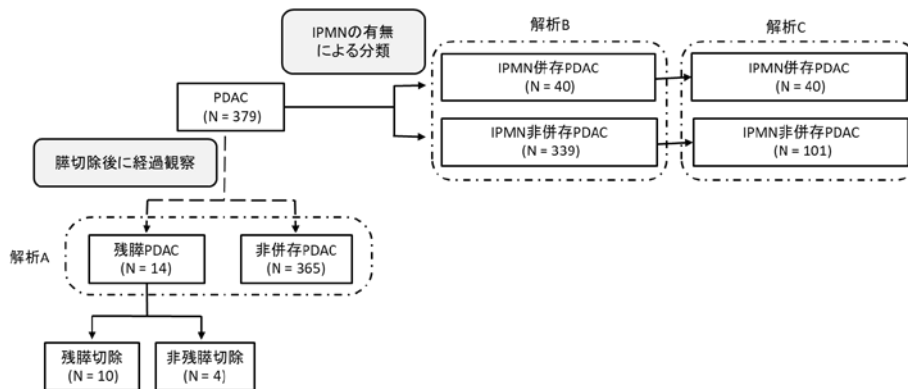 IPMNの有無
による分類
解析B
解析C
PDAC
(N = 379)
IPMN併存PDAC
(N = 40)
IPMN併存PDAC
(N = 40)
IPMN非併存PDAC
(N = 339)
IPMN非併存PDAC
(N = 101)
膵切除後に経過観察
解析A
残膵PDAC
(N = 14)
非併存PDAC
(N = 365)
残膵切除
(N = 10)
非残膵切除
(N = 4)